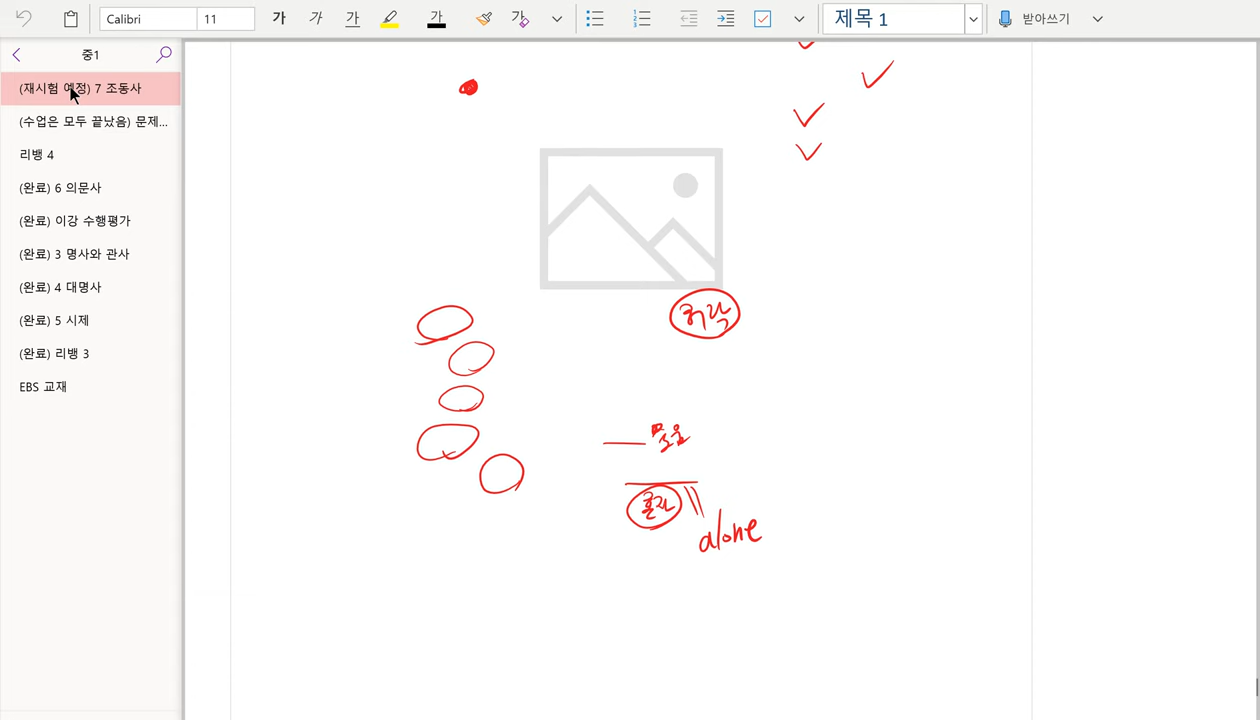 Calibri 11 가 가 가 가 가 제목 1 받아쓰기
중1
(재시험 예정) 7 조동사
(수업은 모두 끝났음) 문제...
리뱅 4
(완료) 6 의문사
(완료) 이강 수행평가
(완료) 3 명사와 관사
(완료) 4 대명사
(완료) 5 시제
(완료) 리뱅 3
EBS 교재
허락
혼자
alone